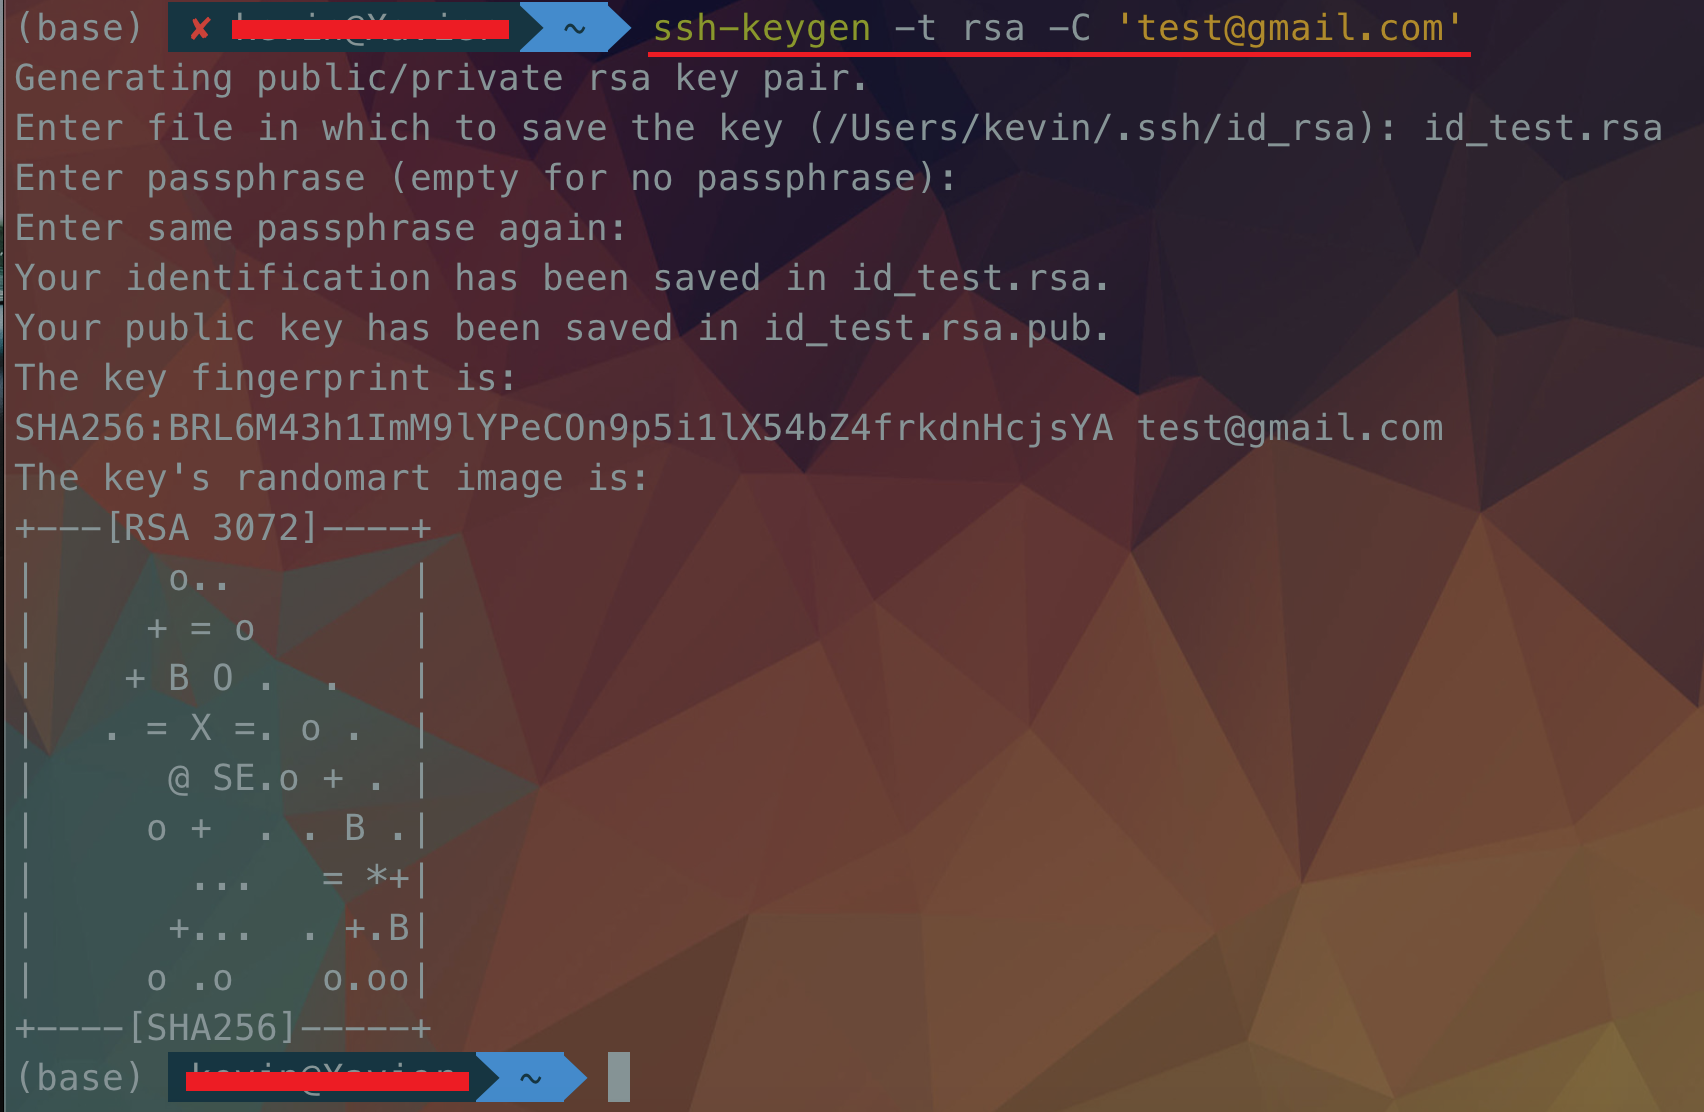 (base) ✘ ~ ssh-keygen -t rsa -C 'test@gmail.com'
Generating public/private rsa key pair.
Enter file in which to save the key (/Users/kevin/.ssh/id_rsa): id_test.rsa
Enter passphrase (empty for no passphrase):
Enter same passphrase again:
Your identification has been saved in id_test.rsa.
Your public key has been saved in id_test.rsa.pub.
The key fingerprint is:
SHA256:BRL6M43h1ImM9lYPeCOn9p5i1lX54bZ4frkdnHcjsYA test@gmail.com
The key's randomart image is:
+---[RSA 3072]----+
|      o..        |
|     + = o       |
|    + B O .  .   |
|   . = X =. o .  |
|      @ SE.o + . |
|     o +  . . B .|
|       ...   = *+|
|      +...  . +.B|
|     o .o    o.oo|
+----[SHA256]-----+
(base) ~